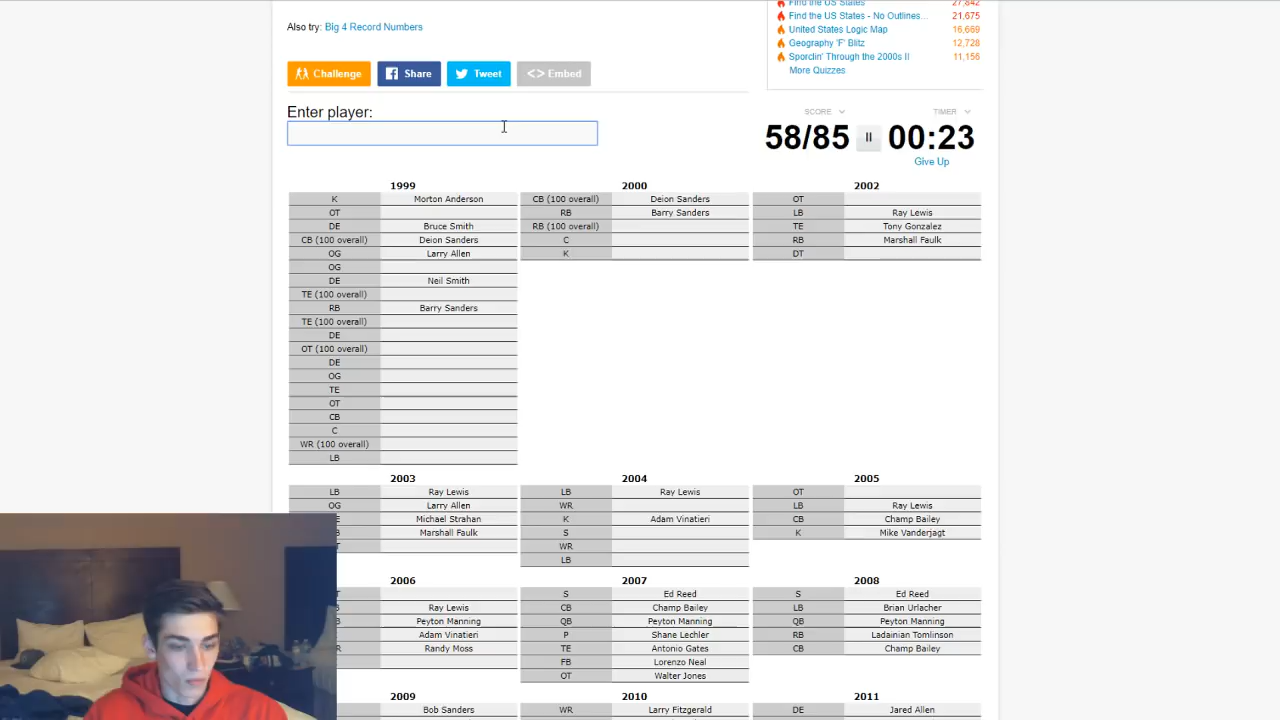 Also try: Big 4 Record Numbers
Challenge Share Tweet <> Embed
Find the US States 27,842
Find the US States - No Outlines... 21,675
United States Logic Map 16,669
Geography 'F' Blitz 12,728
Sporclin' Through the 2000s II 11,156
More Quizzes
Enter player:
SCORE TIMER
58/85 00:23
Give Up
1999
K Morton Anderson
OT
DE Bruce Smith
CB (100 overall) Deion Sanders
OG Larry Allen
OG
DE Neil Smith
TE (100 overall)
RB Barry Sanders
TE (100 overall)
DE
OT (100 overall)
DE
OG
TE
OT
CB
C
WR (100 overall)
LB
2000
CB (100 overall) Deion Sanders
RB Barry Sanders
RB (100 overall)
C
K
2002
OT
LB Ray Lewis
TE Tony Gonzalez
RB Marshall Faulk
DT
2003
LB Ray Lewis
OG Larry Allen
Michael Strahan
Marshall Faulk
2004
LB Ray Lewis
WR
K Adam Vinatieri
S
WR
LB
2005
OT
LB Ray Lewis
CB Champ Bailey
K Mike Vanderjagt
2006
Ray Lewis
Peyton Manning
Adam Vinatieri
Randy Moss
2007
S Ed Reed
CB Champ Bailey
QB Peyton Manning
P Shane Lechler
TE Antonio Gates
FB Lorenzo Neal
OT Walter Jones
2008
S Ed Reed
LB Brian Urlacher
QB Peyton Manning
RB Ladainian Tomlinson
CB Champ Bailey
2009
Bob Sanders
2010
WR Larry Fitzgerald
2011
DE Jared Allen